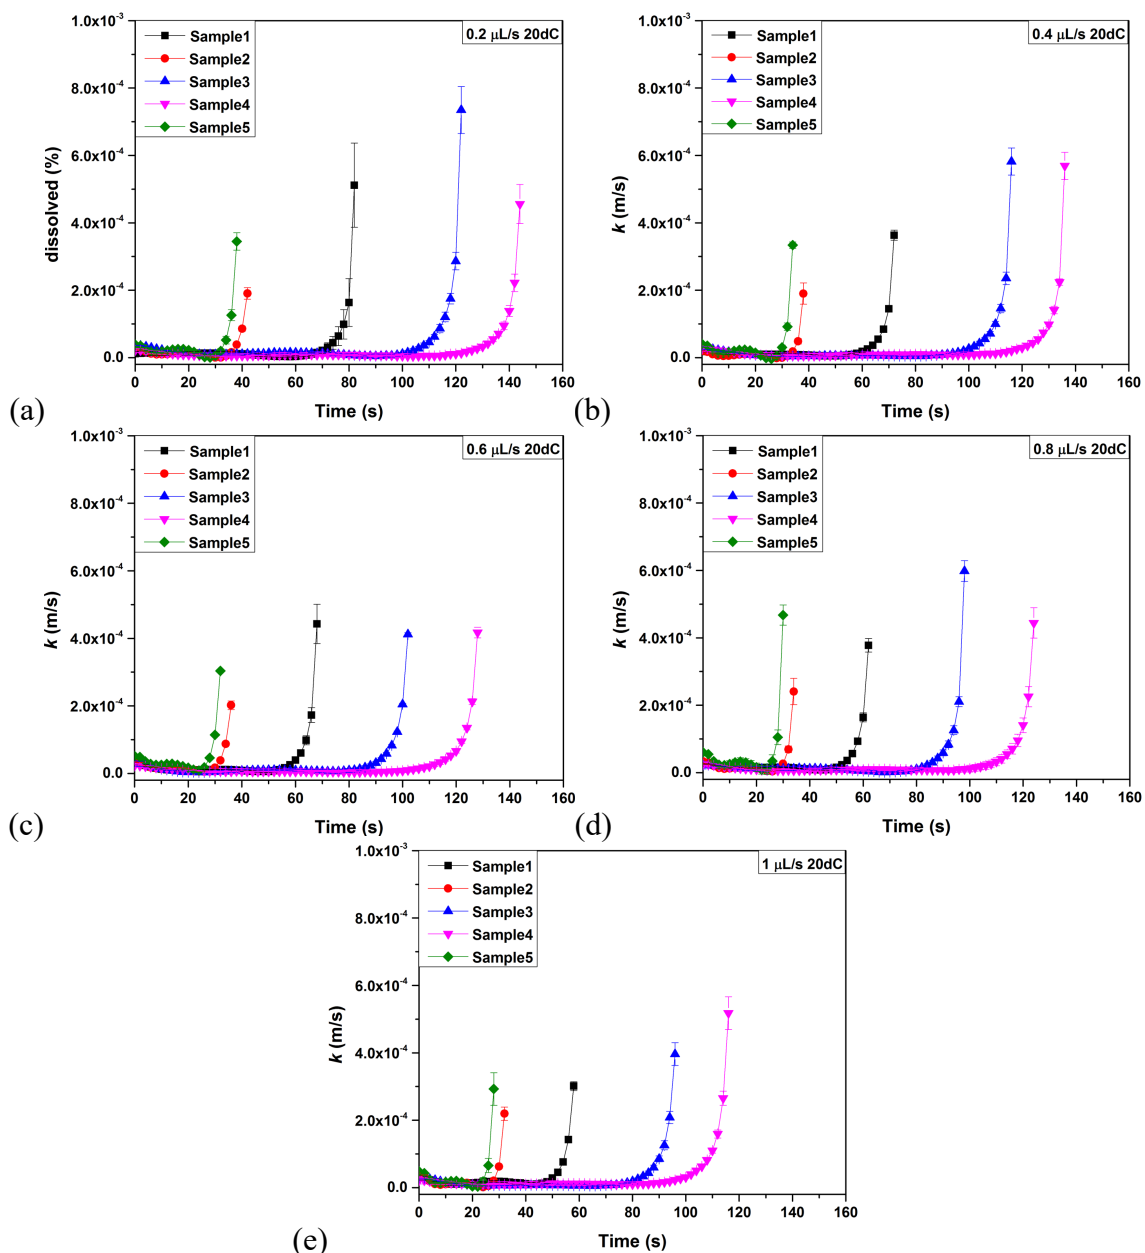 1.0x10⁻³
8.0x10⁻⁴
6.0x10⁻⁴
4.0x10⁻⁴
2.0x10⁻⁴
0.0
dissolved (%)
Sample1
Sample2
Sample3
Sample4
Sample5
0.2 μL/s 20dC
0 20 40 60 80 100 120 140 160
Time (s)
(a)
1.0x10⁻³
8.0x10⁻⁴
6.0x10⁻⁴
4.0x10⁻⁴
2.0x10⁻⁴
0.0
k (m/s)
Sample1
Sample2
Sample3
Sample4
Sample5
0.4 μL/s 20dC
0 20 40 60 80 100 120 140 160
Time (s)
(b)
1.0x10⁻³
8.0x10⁻⁴
6.0x10⁻⁴
4.0x10⁻⁴
2.0x10⁻⁴
0.0
k (m/s)
Sample1
Sample2
Sample3
Sample4
Sample5
0.6 μL/s 20dC
0 20 40 60 80 100 120 140 160
Time (s)
(c)
1.0x10⁻³
8.0x10⁻⁴
6.0x10⁻⁴
4.0x10⁻⁴
2.0x10⁻⁴
0.0
k (m/s)
Sample1
Sample2
Sample3
Sample4
Sample5
0.8 μL/s 20dC
0 20 40 60 80 100 120 140 160
Time (s)
(d)
1.0x10⁻³
8.0x10⁻⁴
6.0x10⁻⁴
4.0x10⁻⁴
2.0x10⁻⁴
0.0
k (m/s)
Sample1
Sample2
Sample3
Sample4
Sample5
1 μL/s 20dC
0 20 40 60 80 100 120 140 160
Time (s)
(e)